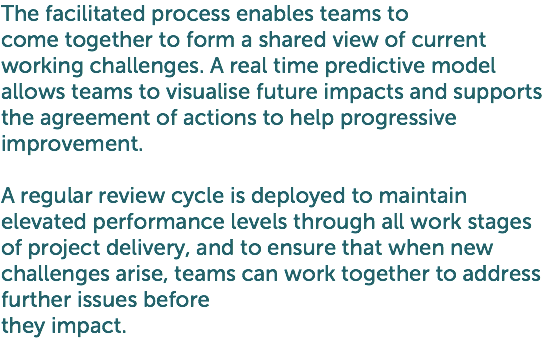 The facilitated process enables teams to
come together to form a shared view of current
working challenges. A real time predictive model
allows teams to visualise future impacts and supports
the agreement of actions to help progressive
improvement.
A regular review cycle is deployed to maintain
elevated performance levels through all work stages
of project delivery, and to ensure that when new
challenges arise, teams can work together to address
further issues before
they impact.